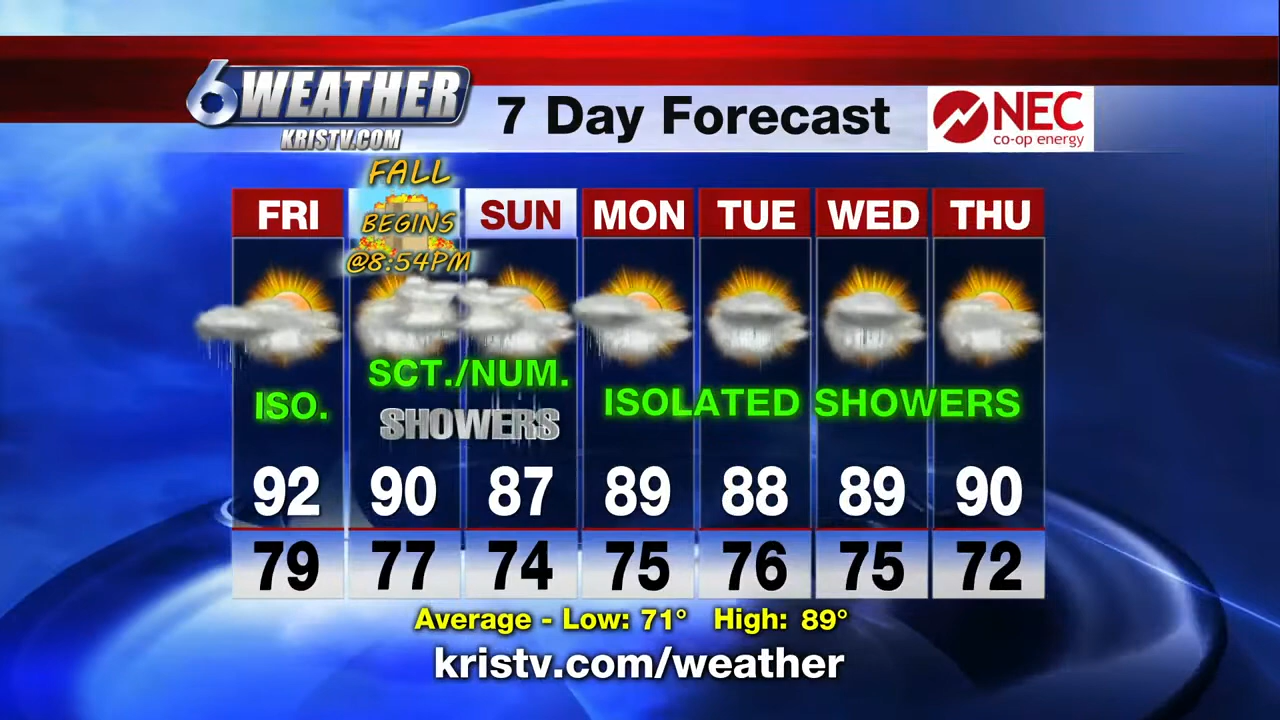 6 WEATHER
KRISTV.COM
7 Day Forecast
NEC
co-op energy
FALL
BEGINS
@8:54PM
FRI SUN MON TUE WED THU
SCT./NUM.
SHOWERS
ISO.
ISOLATED SHOWERS
92 90 87 89 88 89 90
79 77 74 75 76 75 72
Average - Low: 71° High: 89°
kristv.com/weather